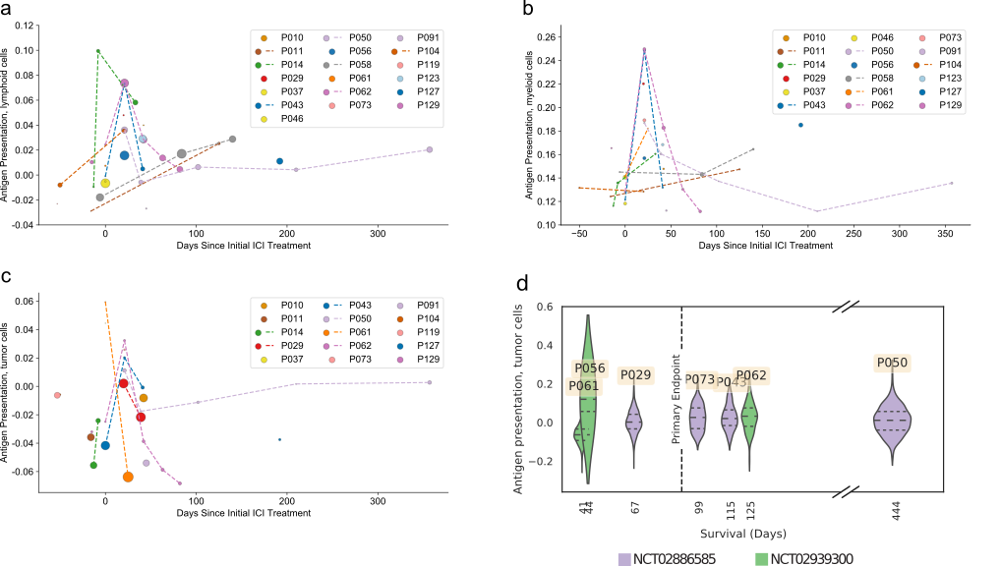 a
Antigen Presentation, lymphoid cells
0.12
0.10
0.08
0.06
0.04
0.02
0.00
-0.02
-0.04
0
100
200
300
Days Since Initial ICI Treatment
P010
P011
P014
P029
P037
P043
P046
P050
P056
P058
P061
P062
P073
P091
P104
P119
P123
P127
P129
b
Antigen Presentation, myeloid cells
0.26
0.24
0.22
0.20
0.18
0.16
0.14
0.12
0.10
−50
0
50
100
150
200
250
300
350
Days Since Initial ICI Treatment
P010
P011
P014
P029
P037
P043
P046
P050
P056
P058
P061
P062
P073
P091
P104
P123
P127
P129
c
Antigen Presentation, tumor cells
0.06
0.04
0.02
0.00
-0.02
-0.04
-0.06
0
100
200
300
Days Since Initial ICI Treatment
P010
P011
P014
P029
P037
P043
P050
P061
P062
P073
P091
P104
P119
P127
P129
d
Antigen presentation, tumor cells
0.6
0.4
0.2
0.0
−0.2
P056
P061
P029
Primary Endpoint
P073
P043
P062
P050
41
44
67
99
115
125
444
Survival (Days)
NCT02886585
NCT02939300